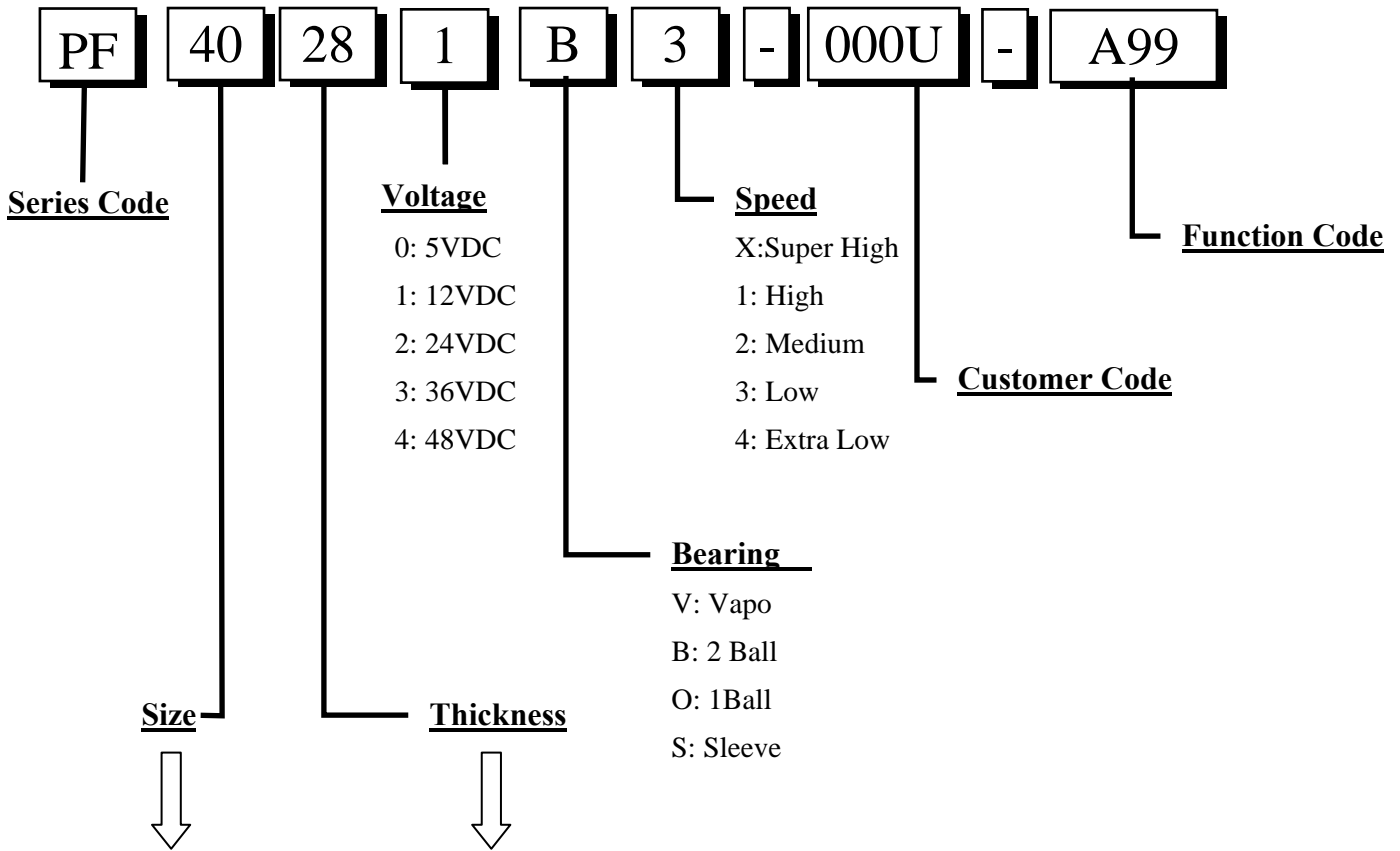 PF 40 28 1 B 3 - 000U - A99
Series Code
Voltage
0: 5VDC
1: 12VDC
2: 24VDC
3: 36VDC
4: 48VDC
Speed
X:Super High
1: High
2: Medium
3: Low
4: Extra Low
Function Code
Customer Code
Bearing
V: Vapo
B: 2 Ball
O: 1Ball
S: Sleeve
Size
Thickness